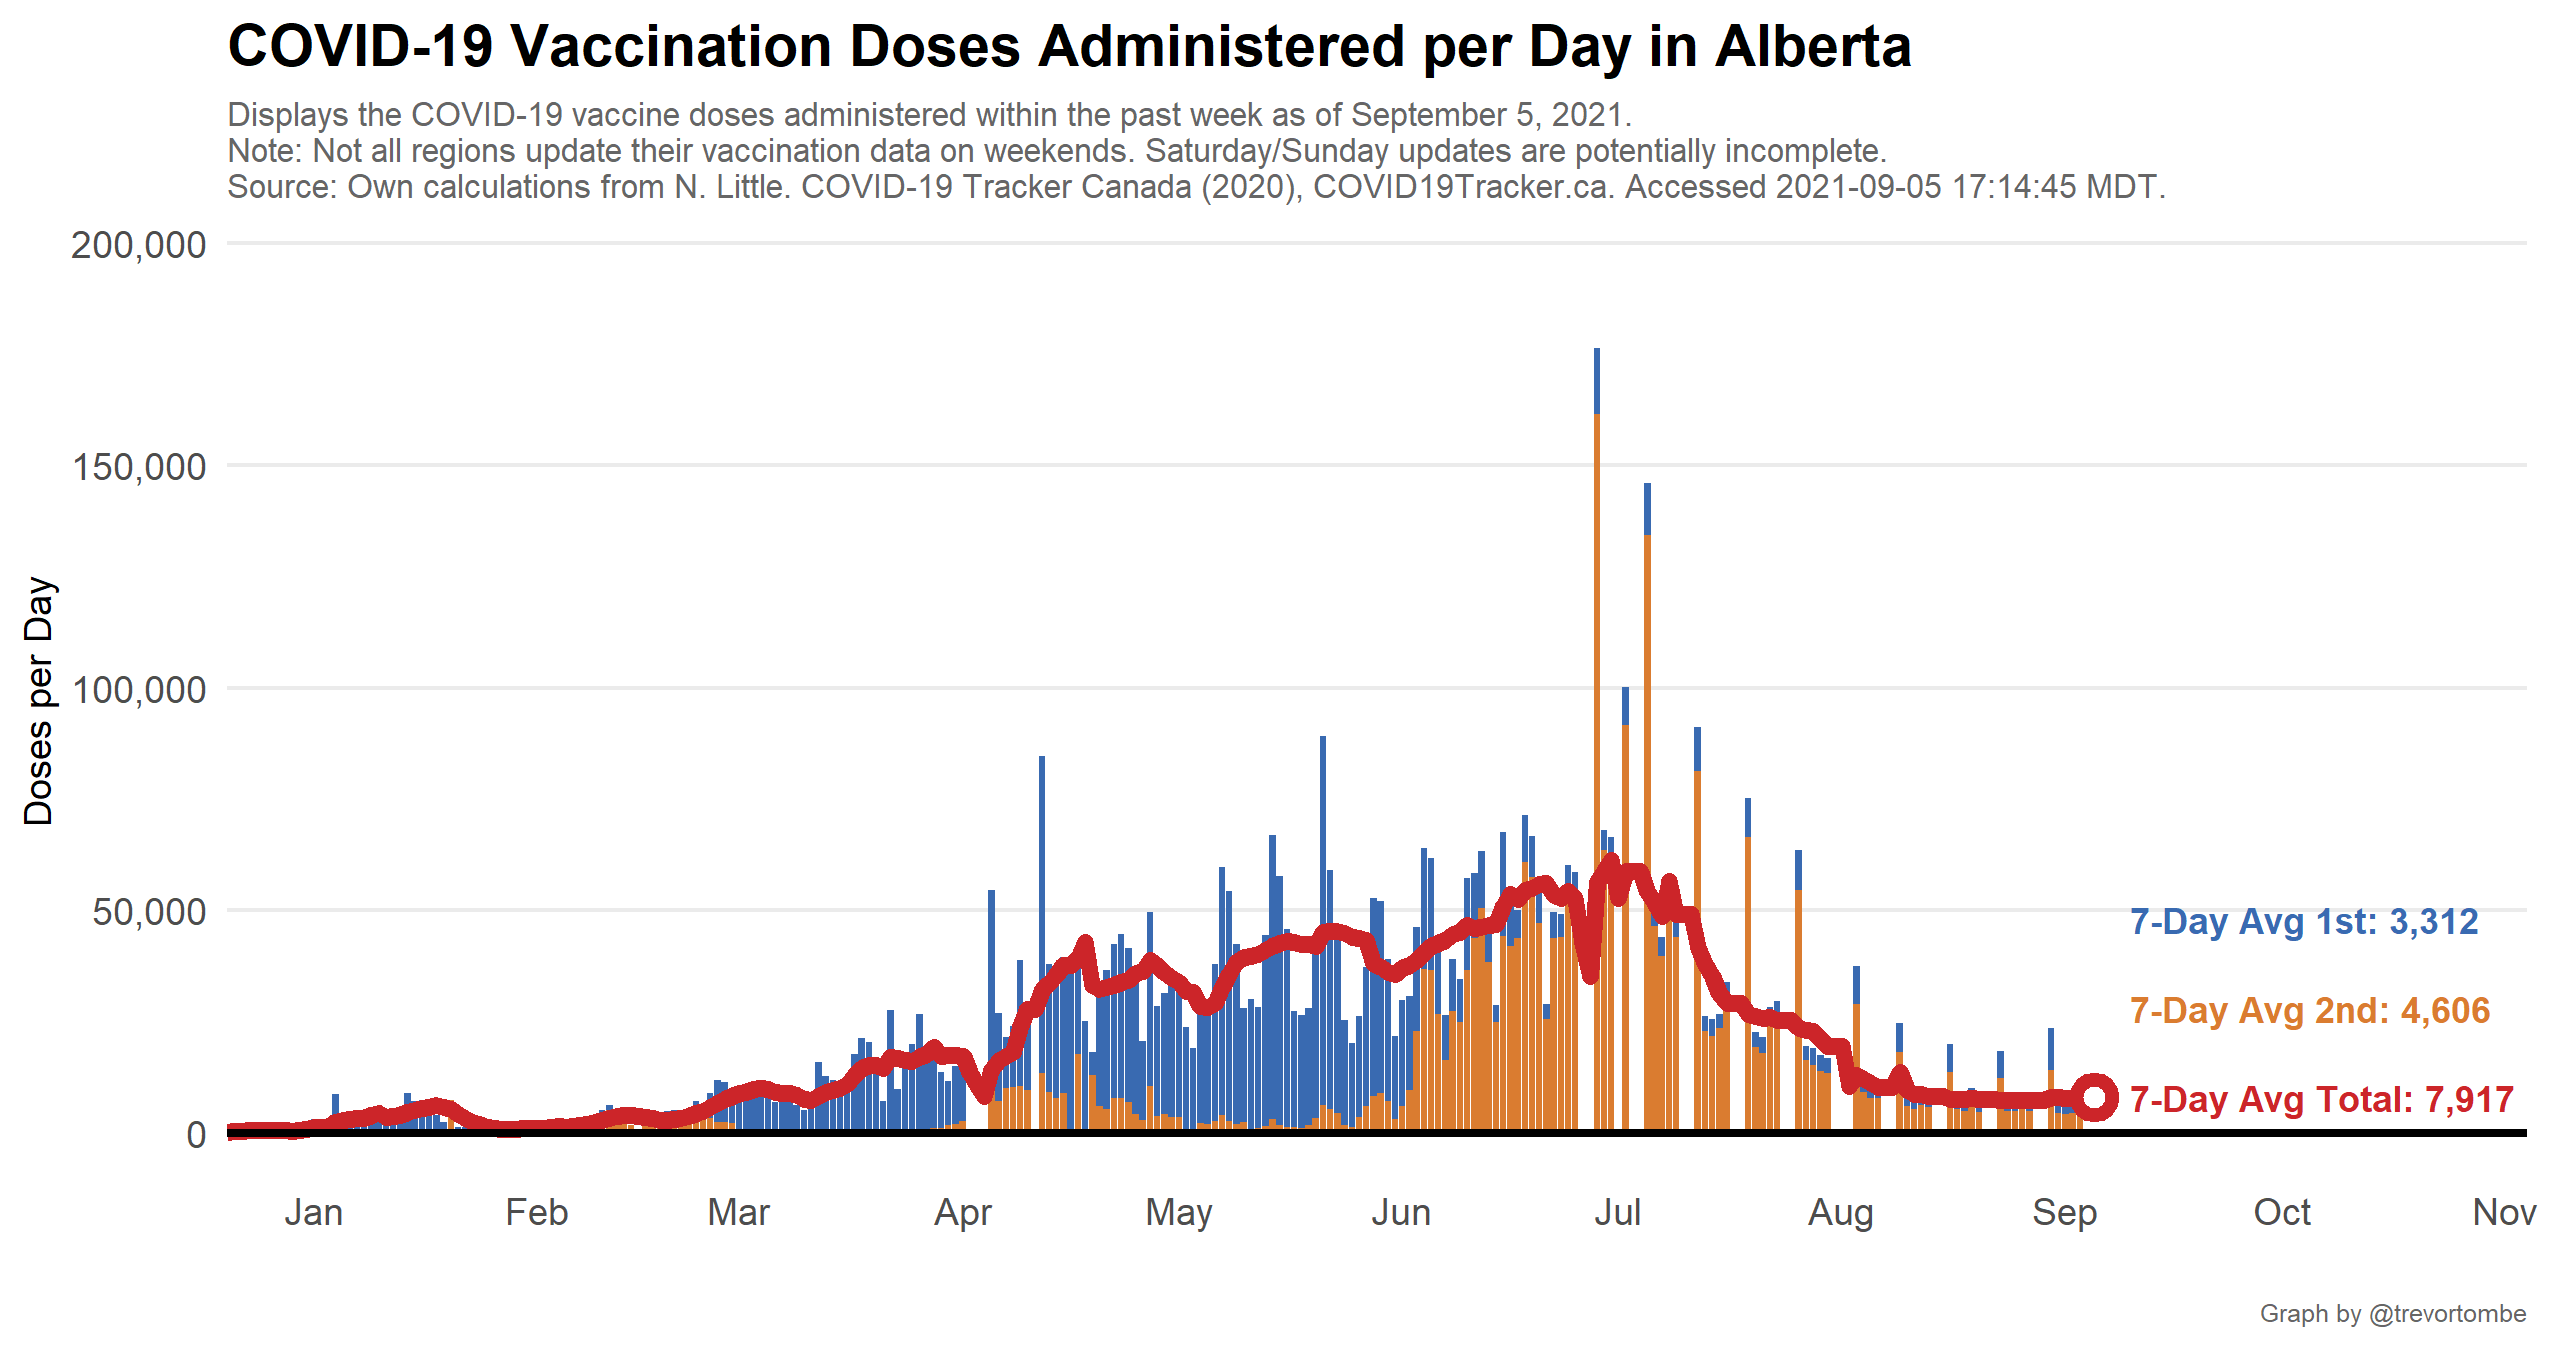 COVID-19 Vaccination Doses Administered per Day in Alberta
Displays the COVID-19 vaccine doses administered within the past week as of September 5, 2021.
Note: Not all regions update their vaccination data on weekends. Saturday/Sunday updates are potentially incomplete.
Source: Own calculations from N. Little. COVID-19 Tracker Canada (2020), COVID19Tracker.ca. Accessed 2021-09-05 17:14:45 MDT.
200,000
150,000
100,000
50,000
0
Doses per Day
7-Day Avg 1st: 3,312
7-Day Avg 2nd: 4,606
7-Day Avg Total: 7,917
Jan
Feb
Mar
Apr
May
Jun
Jul
Aug
Sep
Oct
Nov
Graph by @trevortombe